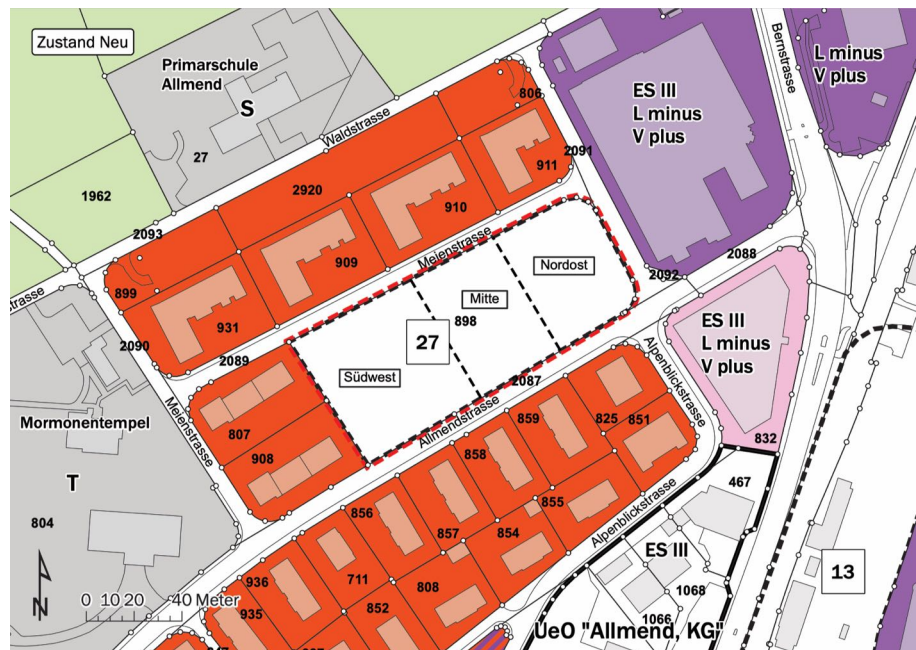 Zustand Neu
Primarschule
Allmend
S
27
1962
Waldstrasse
806
ES III
L minus
V plus
Bernstrasse
L minus
V plus
2091
911
2920
910
2093
909
Meienstrasse
Nordost
2092
2088
899
931
2090
2089
Mitte
898
27
Südwest
ES III
L minus
V plus
strasse
Mormonentempel
T
804
Meienstrasse
807
908
Allmendstrasse
2087
Alpenblickstrasse
859
825
851
832
858
467
856
857
855
854
Alpenblickstrasse
ES III
13
936
935
711
808
852
1068
1066
UeO "Allmend, KG"
N
0 10 20 40 Meter